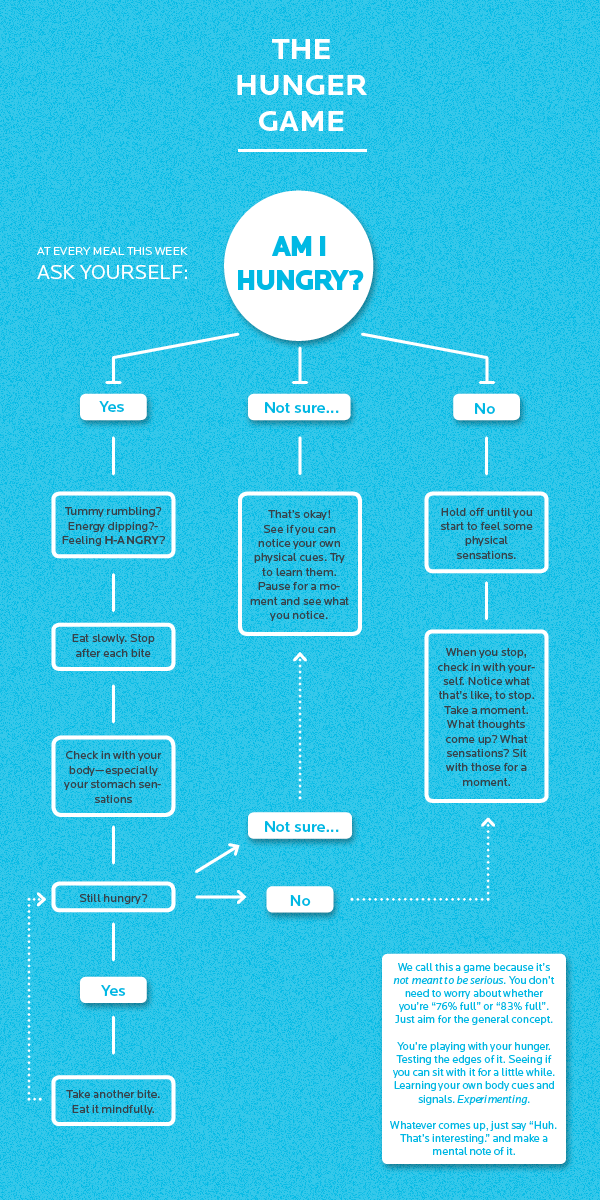 THE
HUNGER
GAME
AT EVERY MEAL THIS WEEK
ASK YOURSELF:
AM I
HUNGRY?
Yes
Not sure...
No
Tummy rumbling?
Energy dipping?-
Feeling H-ANGRY?
Eat slowly. Stop
after each bite
Check in with your
body—especially
your stomach sen-
sations
Still hungry?
Yes
Take another bite.
Eat it mindfully.
That's okay!
See if you can
notice your own
physical cues. Try
to learn them.
Pause for a mo-
ment and see what
you notice.
Not sure...
No
Hold off until you
start to feel some
physical
sensations.
When you stop,
check in with your-
self. Notice what
that's like, to stop.
Take a moment.
What thoughts
come up? What
sensations? Sit
with those for a
moment.
We call this a game because it's
not meant to be serious. You don't
need to worry about whether
you're “76% full” or “83% full”.
Just aim for the general concept.
You're playing with your hunger.
Testing the edges of it. Seeing if
you can sit with it for a little while.
Learning your own body cues and
signals. Experimenting.
Whatever comes up, just say “Huh.
That's interesting.” and make a
mental note of it.